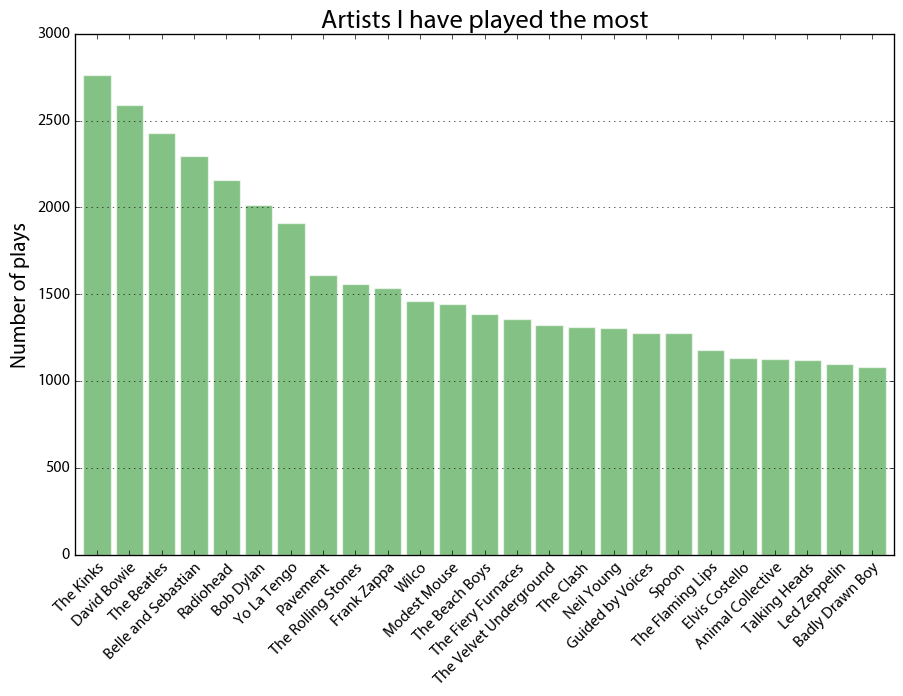 Artists I have played the most
Number of plays
3000
2500
2000
1500
1000
500
0
The Kinks
David Bowie
The Beatles
Belle and Sebastian
Radiohead
Bob Dylan
Yo La Tengo
Pavement
The Rolling Stones
Frank Zappa
Wilco
Modest Mouse
The Beach Boys
The Fiery Furnaces
The Velvet Underground
The Clash
Neil Young
Guided by Voices
Spoon
The Flaming Lips
Elvis Costello
Animal Collective
Talking Heads
Led Zeppelin
Badly Drawn Boy